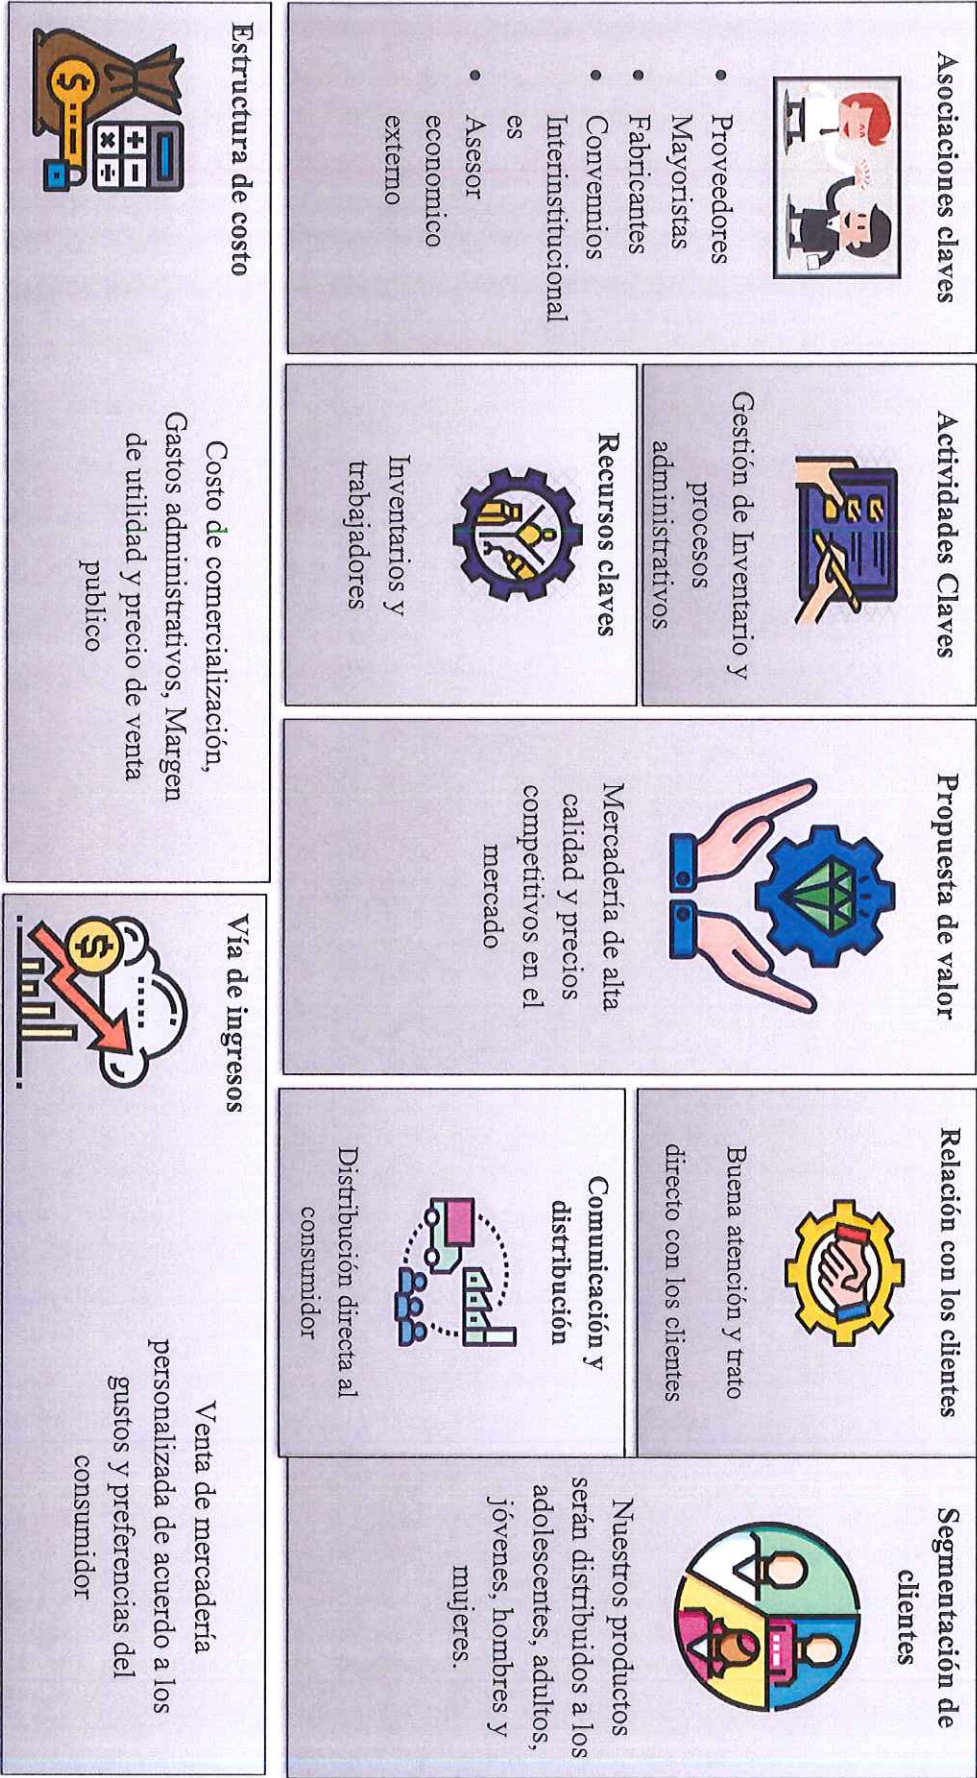 Asociaciones claves
• Proveedores
Mayoristas
• Fabricantes
• Convennios
Interinstitucional
es
• Asesor
economico
externo
Actividades Claves
Gestión de Inventario y
procesos
administrativos
Recursos claves
Inventarios y
trabajadores
Propuesta de valor
Mercadería de alta
calidad y precios
competitivos en el
mercado
Relación con los clientes
Buena atención y trato
directo con los clientes
Comunicación y
distribución
Distribución directa al
consumidor
Segmentación de
clientes
Nuestros productos
serán distribuidos a los
adolescentes, adultos,
jóvenes, hombres y
mujeres.
Estructura de costo
Costo de comercialización,
Gastos administrativos, Margen
de utilidad y precio de venta
publico
Vía de ingresos
Venta de mercadería
personalizada de acuerdo a los
gustos y preferencias del
consumidor